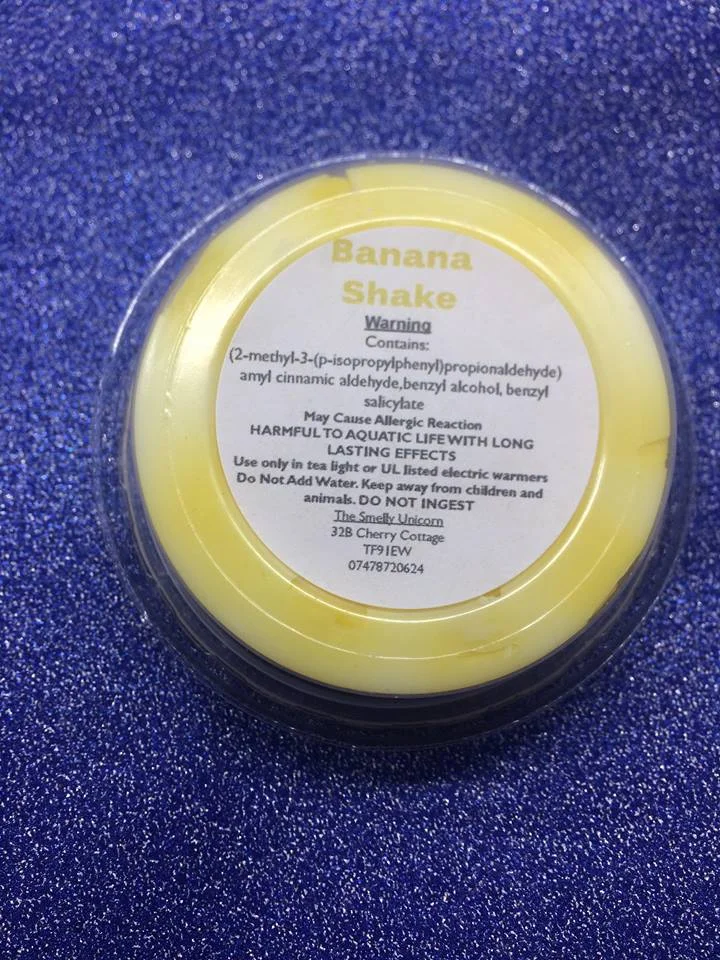 Banana
Shake
Warning
Contains:
(2-methyl-3-(p-isopropylphenyl)propionaldehyde)
amyl cinnamic aldehyde,benzyl alcohol, benzyl
salicylate
May Cause Allergic Reaction
HARMFUL TO AQUATIC LIFE WITH LONG
LASTING EFFECTS
Use only in tea light or UL listed electric warmers
Do Not Add Water. Keep away from children and
animals. DO NOT INGEST
The Smelly Unicorn
32B Cherry Cottage
TF9 1EW
07478720624